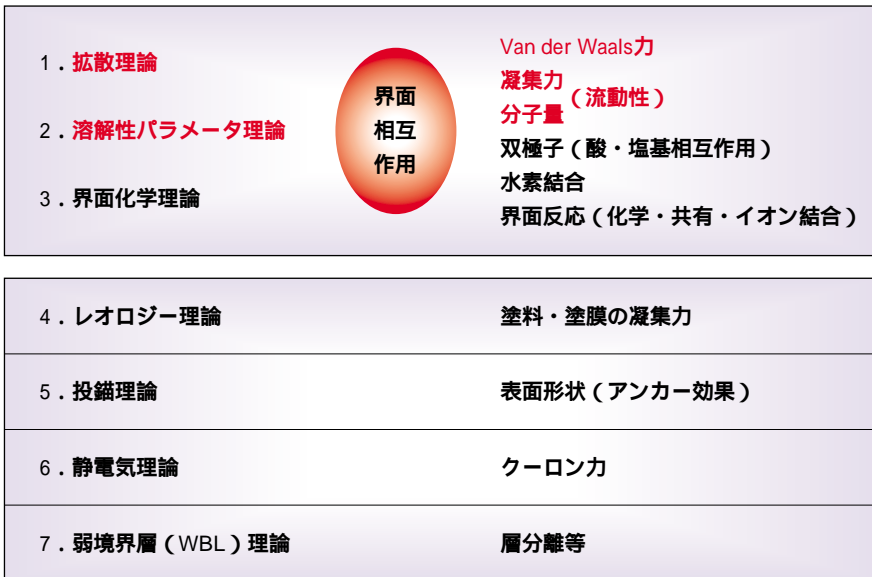 1．拡散理論
2．溶解性パラメータ理論
3．界面化学理論
界面
相互
作用
Van der Waals力
凝集力
分子量
（流動性）
双極子（酸・塩基相互作用）
水素結合
界面反応（化学・共有・イオン結合）
4．レオロジー理論 塗料・塗膜の凝集力
5．投錨理論 表面形状（アンカー効果）
6．静電気理論 クーロン力
7．弱境界層（WBL）理論 層分離等